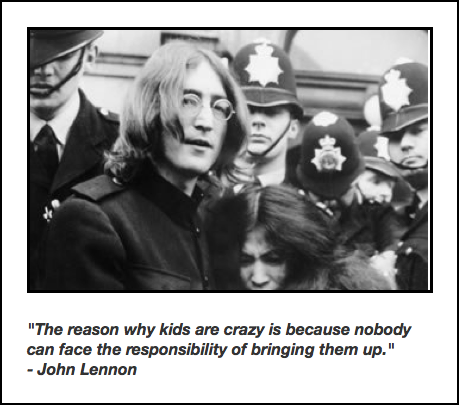 "The reason why kids are crazy is because nobody
can face the responsibility of bringing them up."
- John Lennon